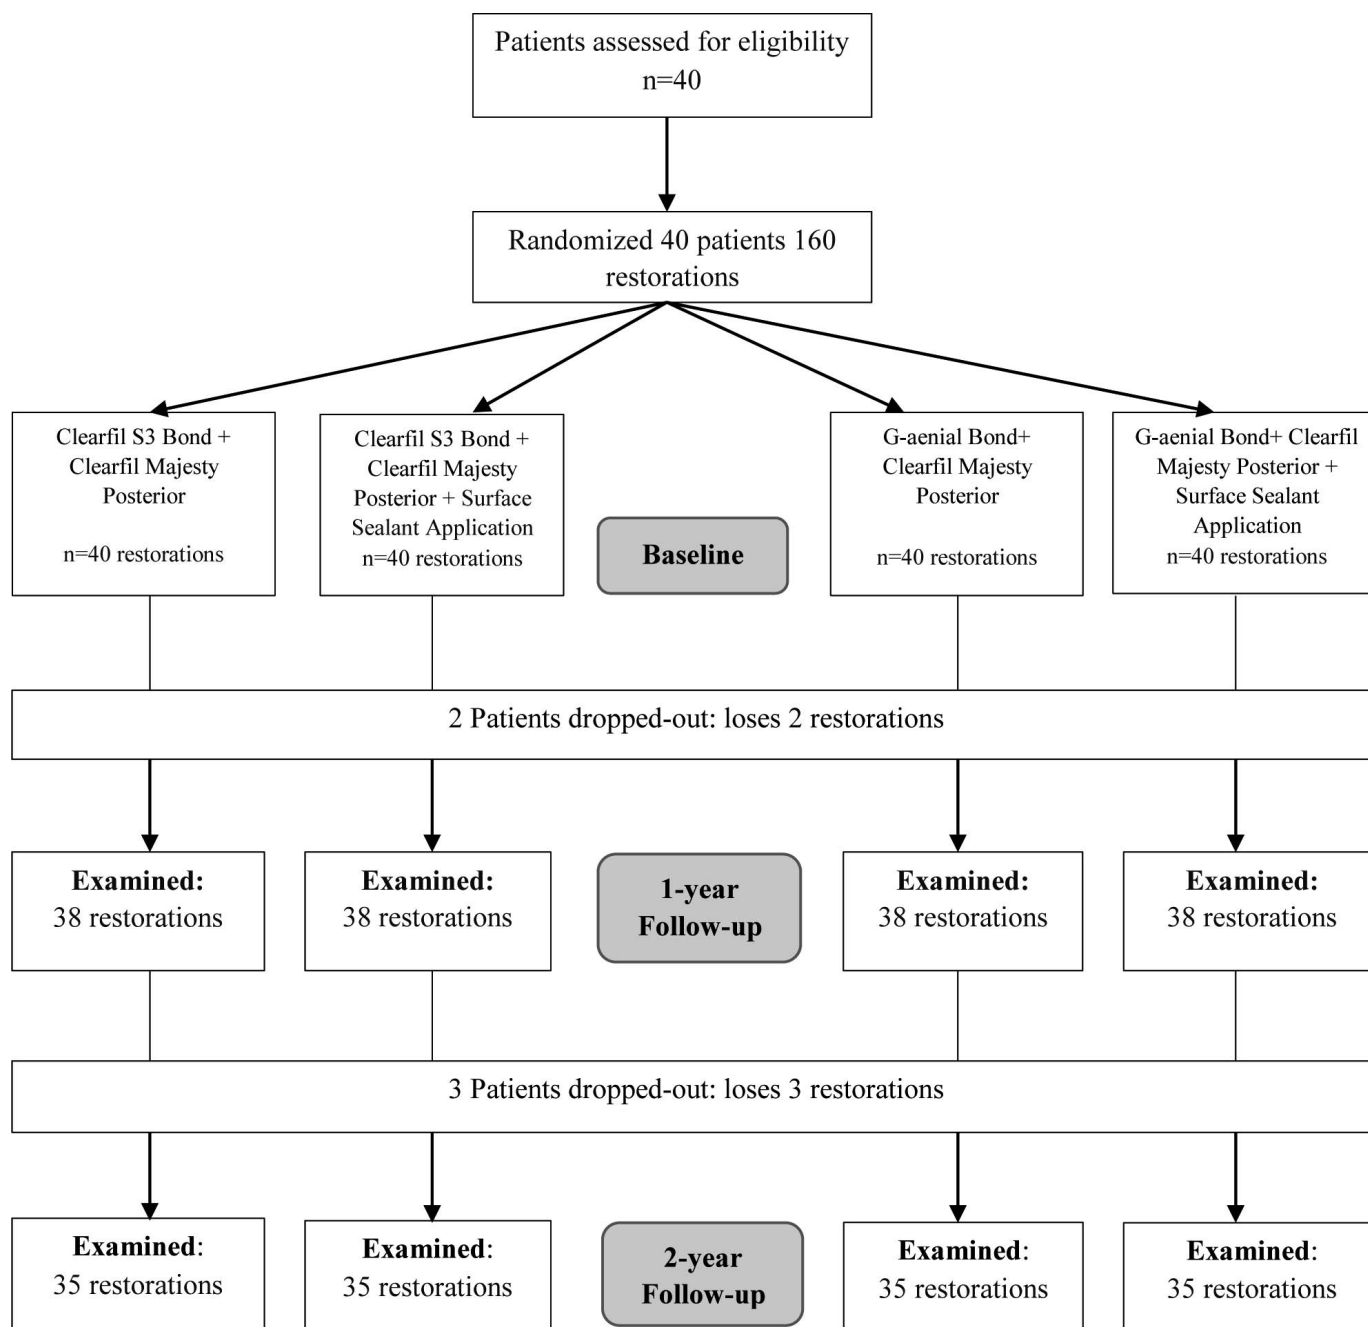 Patients assessed for eligibility
n=40
Randomized 40 patients 160
restorations
Clearfil S3 Bond +
Clearfil Majesty
Posterior
n=40 restorations
Clearfil S3 Bond +
Clearfil Majesty
Posterior + Surface
Sealant Application
n=40 restorations
Baseline
G-aenial Bond+
Clearfil Majesty
Posterior
n=40 restorations
G-aenial Bond+ Clearfil
Majesty Posterior +
Surface Sealant
Application
n=40 restorations
2 Patients dropped-out: loses 2 restorations
Examined:
38 restorations
Examined:
38 restorations
1-year
Follow-up
Examined:
38 restorations
Examined:
38 restorations
3 Patients dropped-out: loses 3 restorations
Examined:
35 restorations
Examined:
35 restorations
2-year
Follow-up
Examined:
35 restorations
Examined:
35 restorations